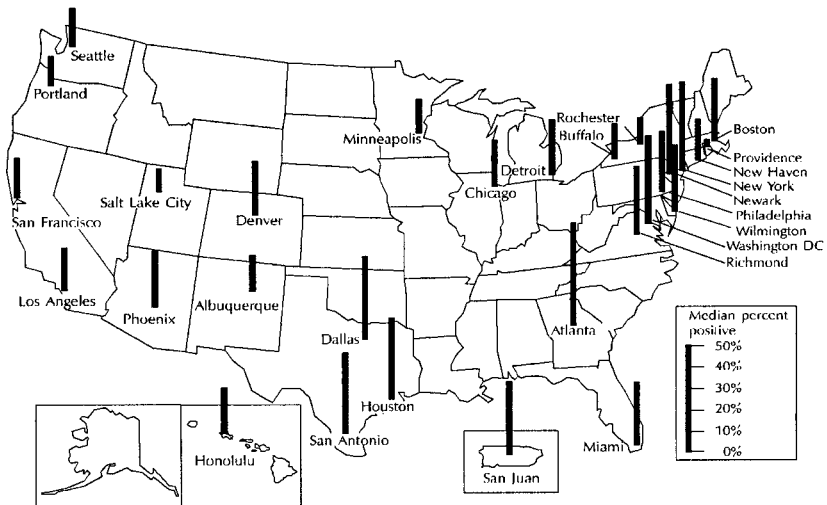 Seattle
Portland
Minneapolis
Rochester
Buffalo
Boston
Detroit
Chicago
Providence
New Haven
New York
Newark
Philadelphia
Wilmington
Washington DC
Richmond
Salt Lake City
Denver
San Francisco
Los Angeles
Phoenix
Albuquerque
Dallas
Atlanta
Houston
San Antonio
Honolulu
San Juan
Miami
Median percent
positive
50%
40%
30%
20%
10%
0%